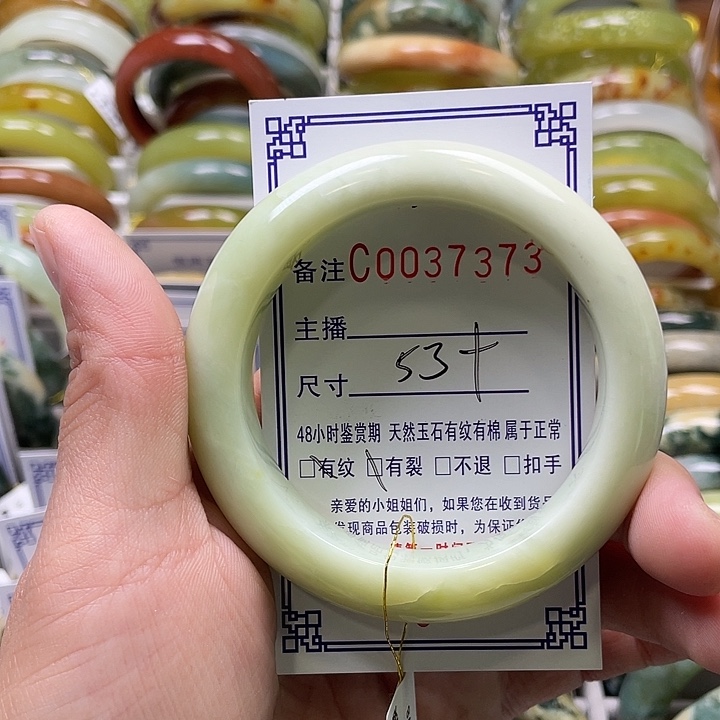 备注C0037373
主播
尺寸 53+
48小时鉴赏期 天然玉石有纹有棉 属于正常
□有纹 □有裂 □不退 □扣手
亲爱的小姐姐们，如果您在收到货品
发现商品包装破损时，为保证